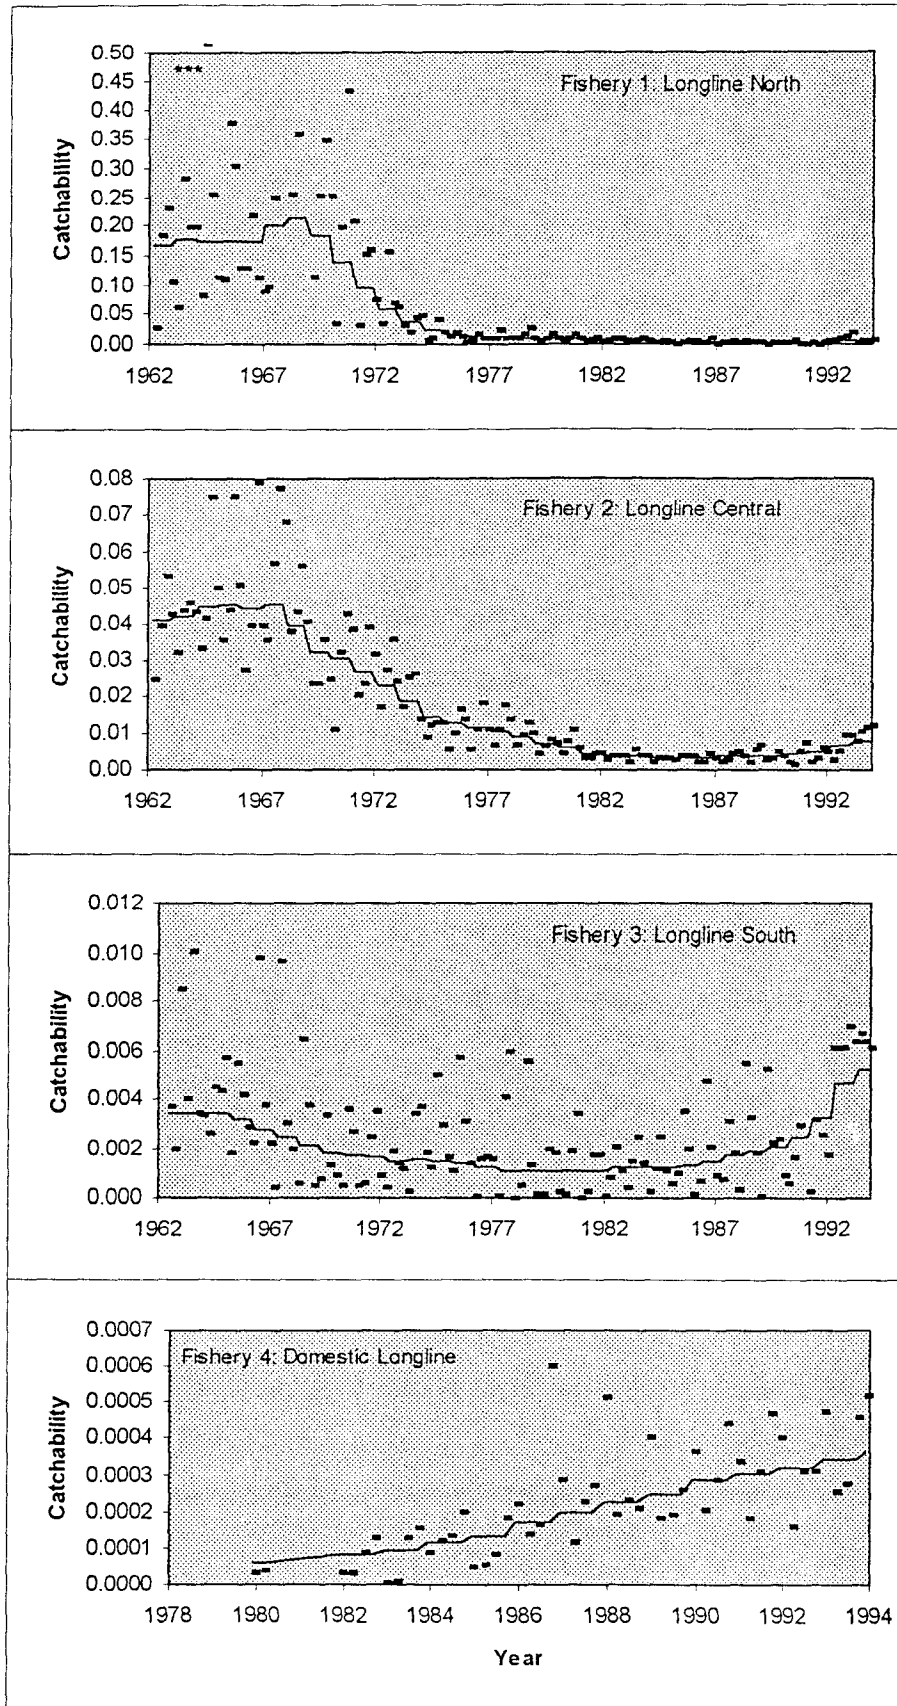 0.50
***
0.45
Fishery 1: Longline North
0.40
0.35
0.30
0.25
0.20
0.15
0.10
0.05
0.00
Catchability
1962 1967 1972 1977 1982 1987 1992
0.08
Fishery 2: Longline Central
0.07
0.06
0.05
0.04
0.03
0.02
0.01
0.00
Catchability
1962 1967 1972 1977 1982 1987 1992
0.012
Fishery 3: Longline South
0.010
0.008
0.006
0.004
0.002
0.000
Catchability
1962 1967 1972 1977 1982 1987 1992
0.0007
Fishery 4: Domestic Longline
0.0006
0.0005
0.0004
0.0003
0.0002
0.0001
0.0000
Catchability
1978 1980 1982 1984 1986 1988 1990 1992 1994
Year